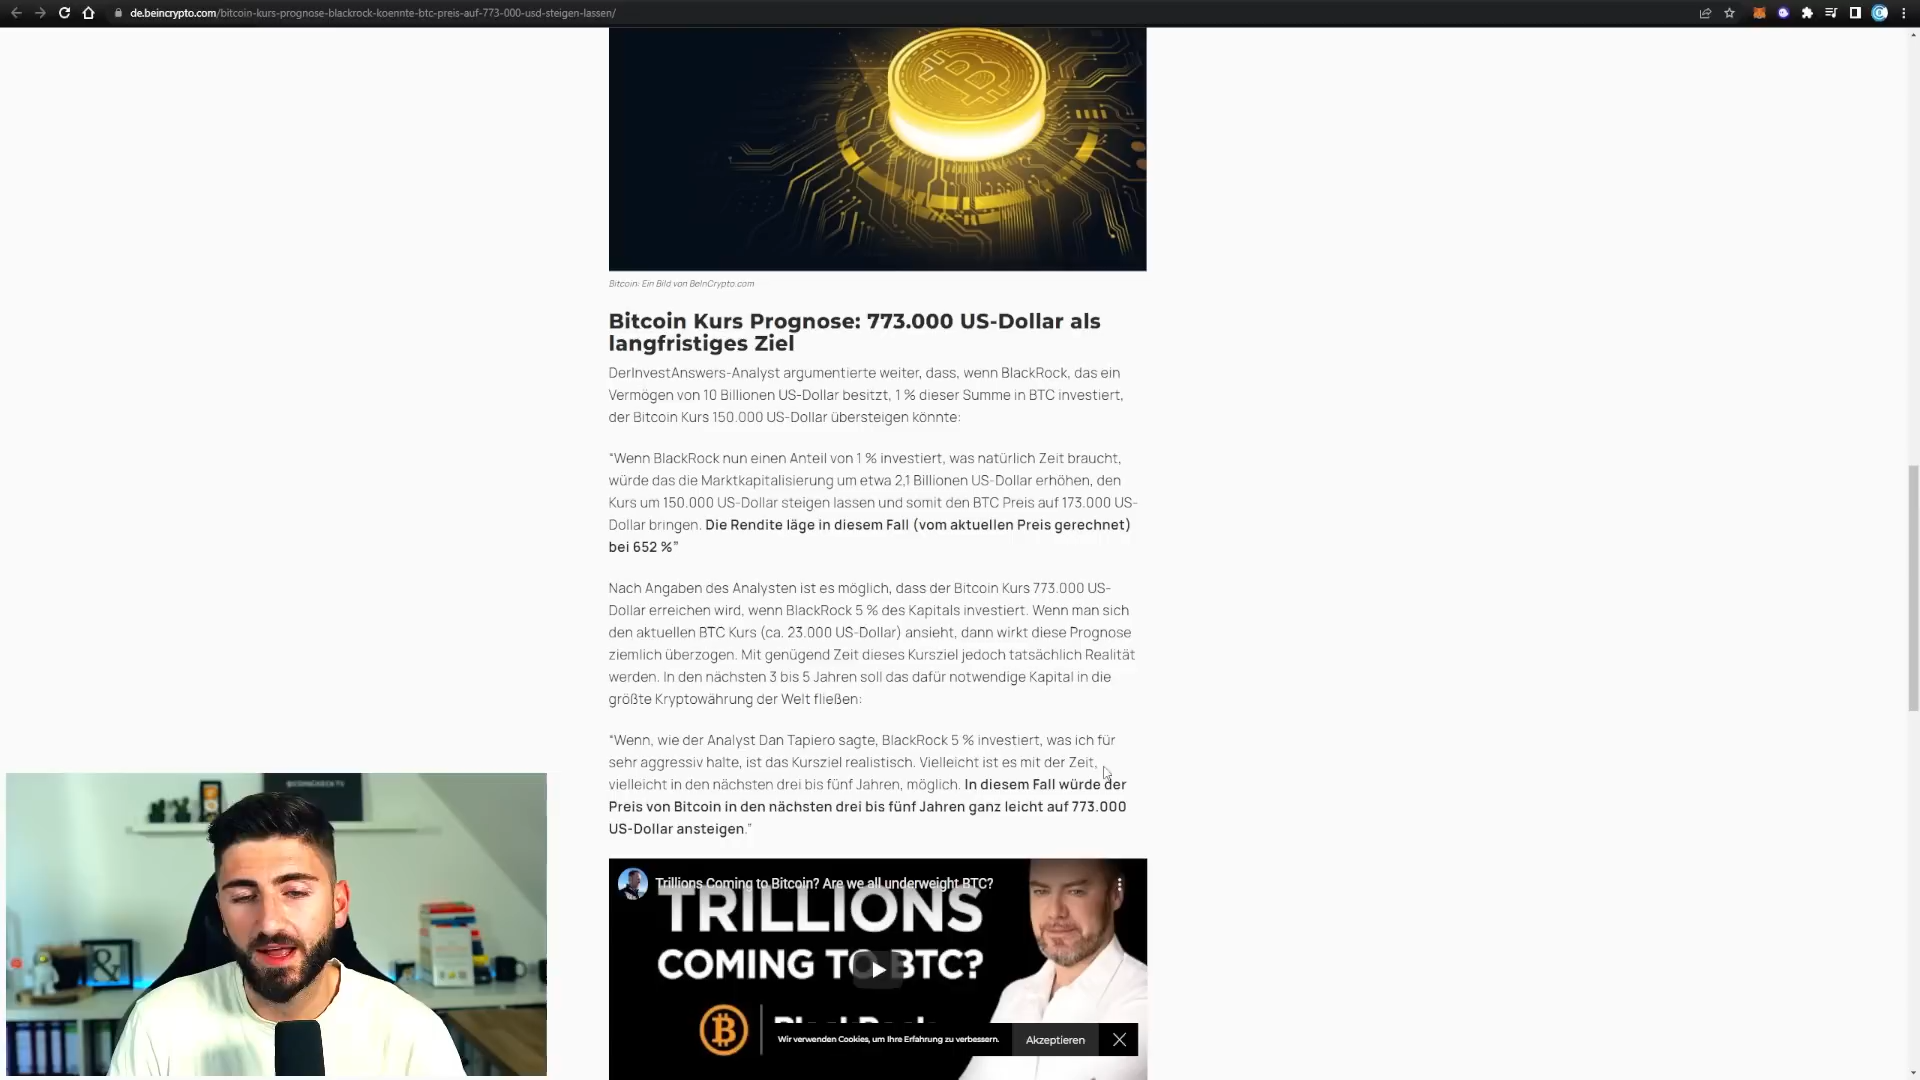 de.beincrypto.com/bitcoin-kurs-prognose-blackrock-koennte-btc-preis-auf-773-000-usd-steigen-lassen/
Bitcoin: Ein Bild von BeInCrypto.com
Bitcoin Kurs Prognose: 773.000 US-Dollar als
langfristiges Ziel
DerInvestAnswers-Analyst argumentierte weiter, dass, wenn BlackRock, das ein
Vermögen von 10 Billionen US-Dollar besitzt, 1 % dieser Summe in BTC investiert,
der Bitcoin Kurs 150.000 US-Dollar übersteigen könnte:
“Wenn BlackRock nun einen Anteil von 1 % investiert, was natürlich Zeit braucht,
würde das die Marktkapitalisierung um etwa 2,1 Billionen US-Dollar erhöhen, den
Kurs um 150.000 US-Dollar steigen lassen und somit den BTC Preis auf 173.000 US-
Dollar bringen. Die Rendite läge in diesem Fall (vom aktuellen Preis gerechnet)
bei 652 %”
Nach Angaben des Analysten ist es möglich, dass der Bitcoin Kurs 773.000 US-
Dollar erreichen wird, wenn BlackRock 5 % des Kapitals investiert. Wenn man sich
den aktuellen BTC Kurs (ca. 23.000 US-Dollar) ansieht, dann wirkt diese Prognose
ziemlich überzogen. Mit genügend Zeit dieses Kursziel jedoch tatsächlich Realität
werden. In den nächsten 3 bis 5 Jahren soll das dafür notwendige Kapital in die
größte Kryptowährung der Welt fließen:
“Wenn, wie der Analyst Dan Tapiero sagte, BlackRock 5 % investiert, was ich für
sehr aggressiv halte, ist das Kursziel realistisch. Vielleicht ist es mit der Zeit,
vielleicht in den nächsten drei bis fünf Jahren, möglich. In diesem Fall würde der
Preis von Bitcoin in den nächsten drei bis fünf Jahren ganz leicht auf 773.000
US-Dollar ansteigen.”
Trillions Coming to Bitcoin? Are we all underweight BTC?
TRILLIONS
COMING TO BTC?
Wir verwenden Cookies, um Ihre Erfahrung zu verbessern.
Akzeptieren
&